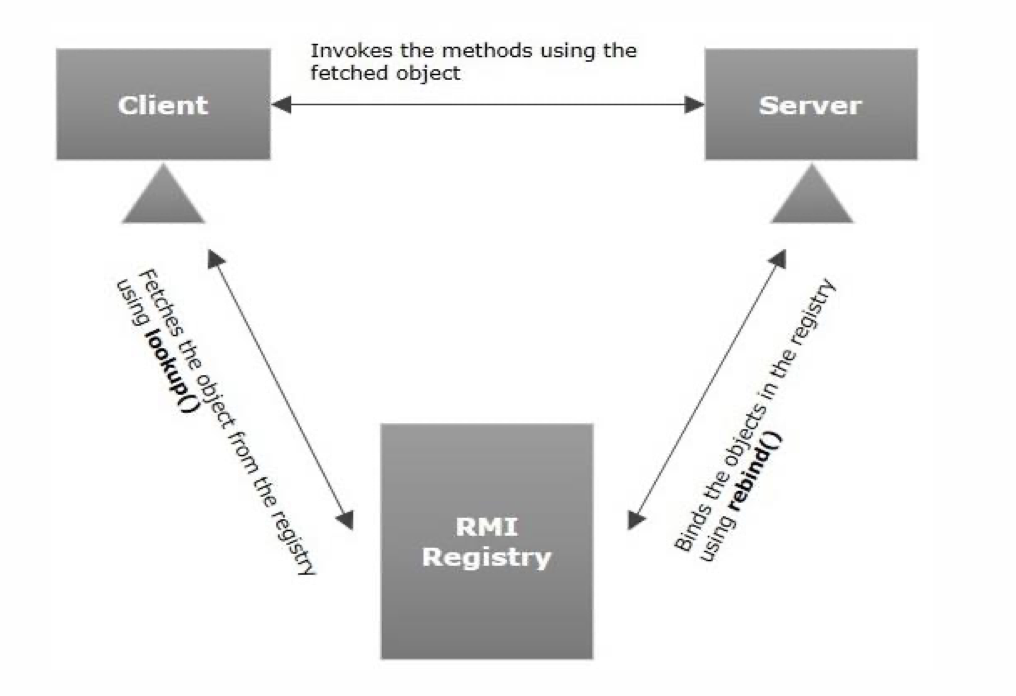 Invokes the methods using the
fetched object
Client
Server
Fetches the object from the registry
using lookup()
Binds the objects in the registry
using rebind()
RMI
Registry